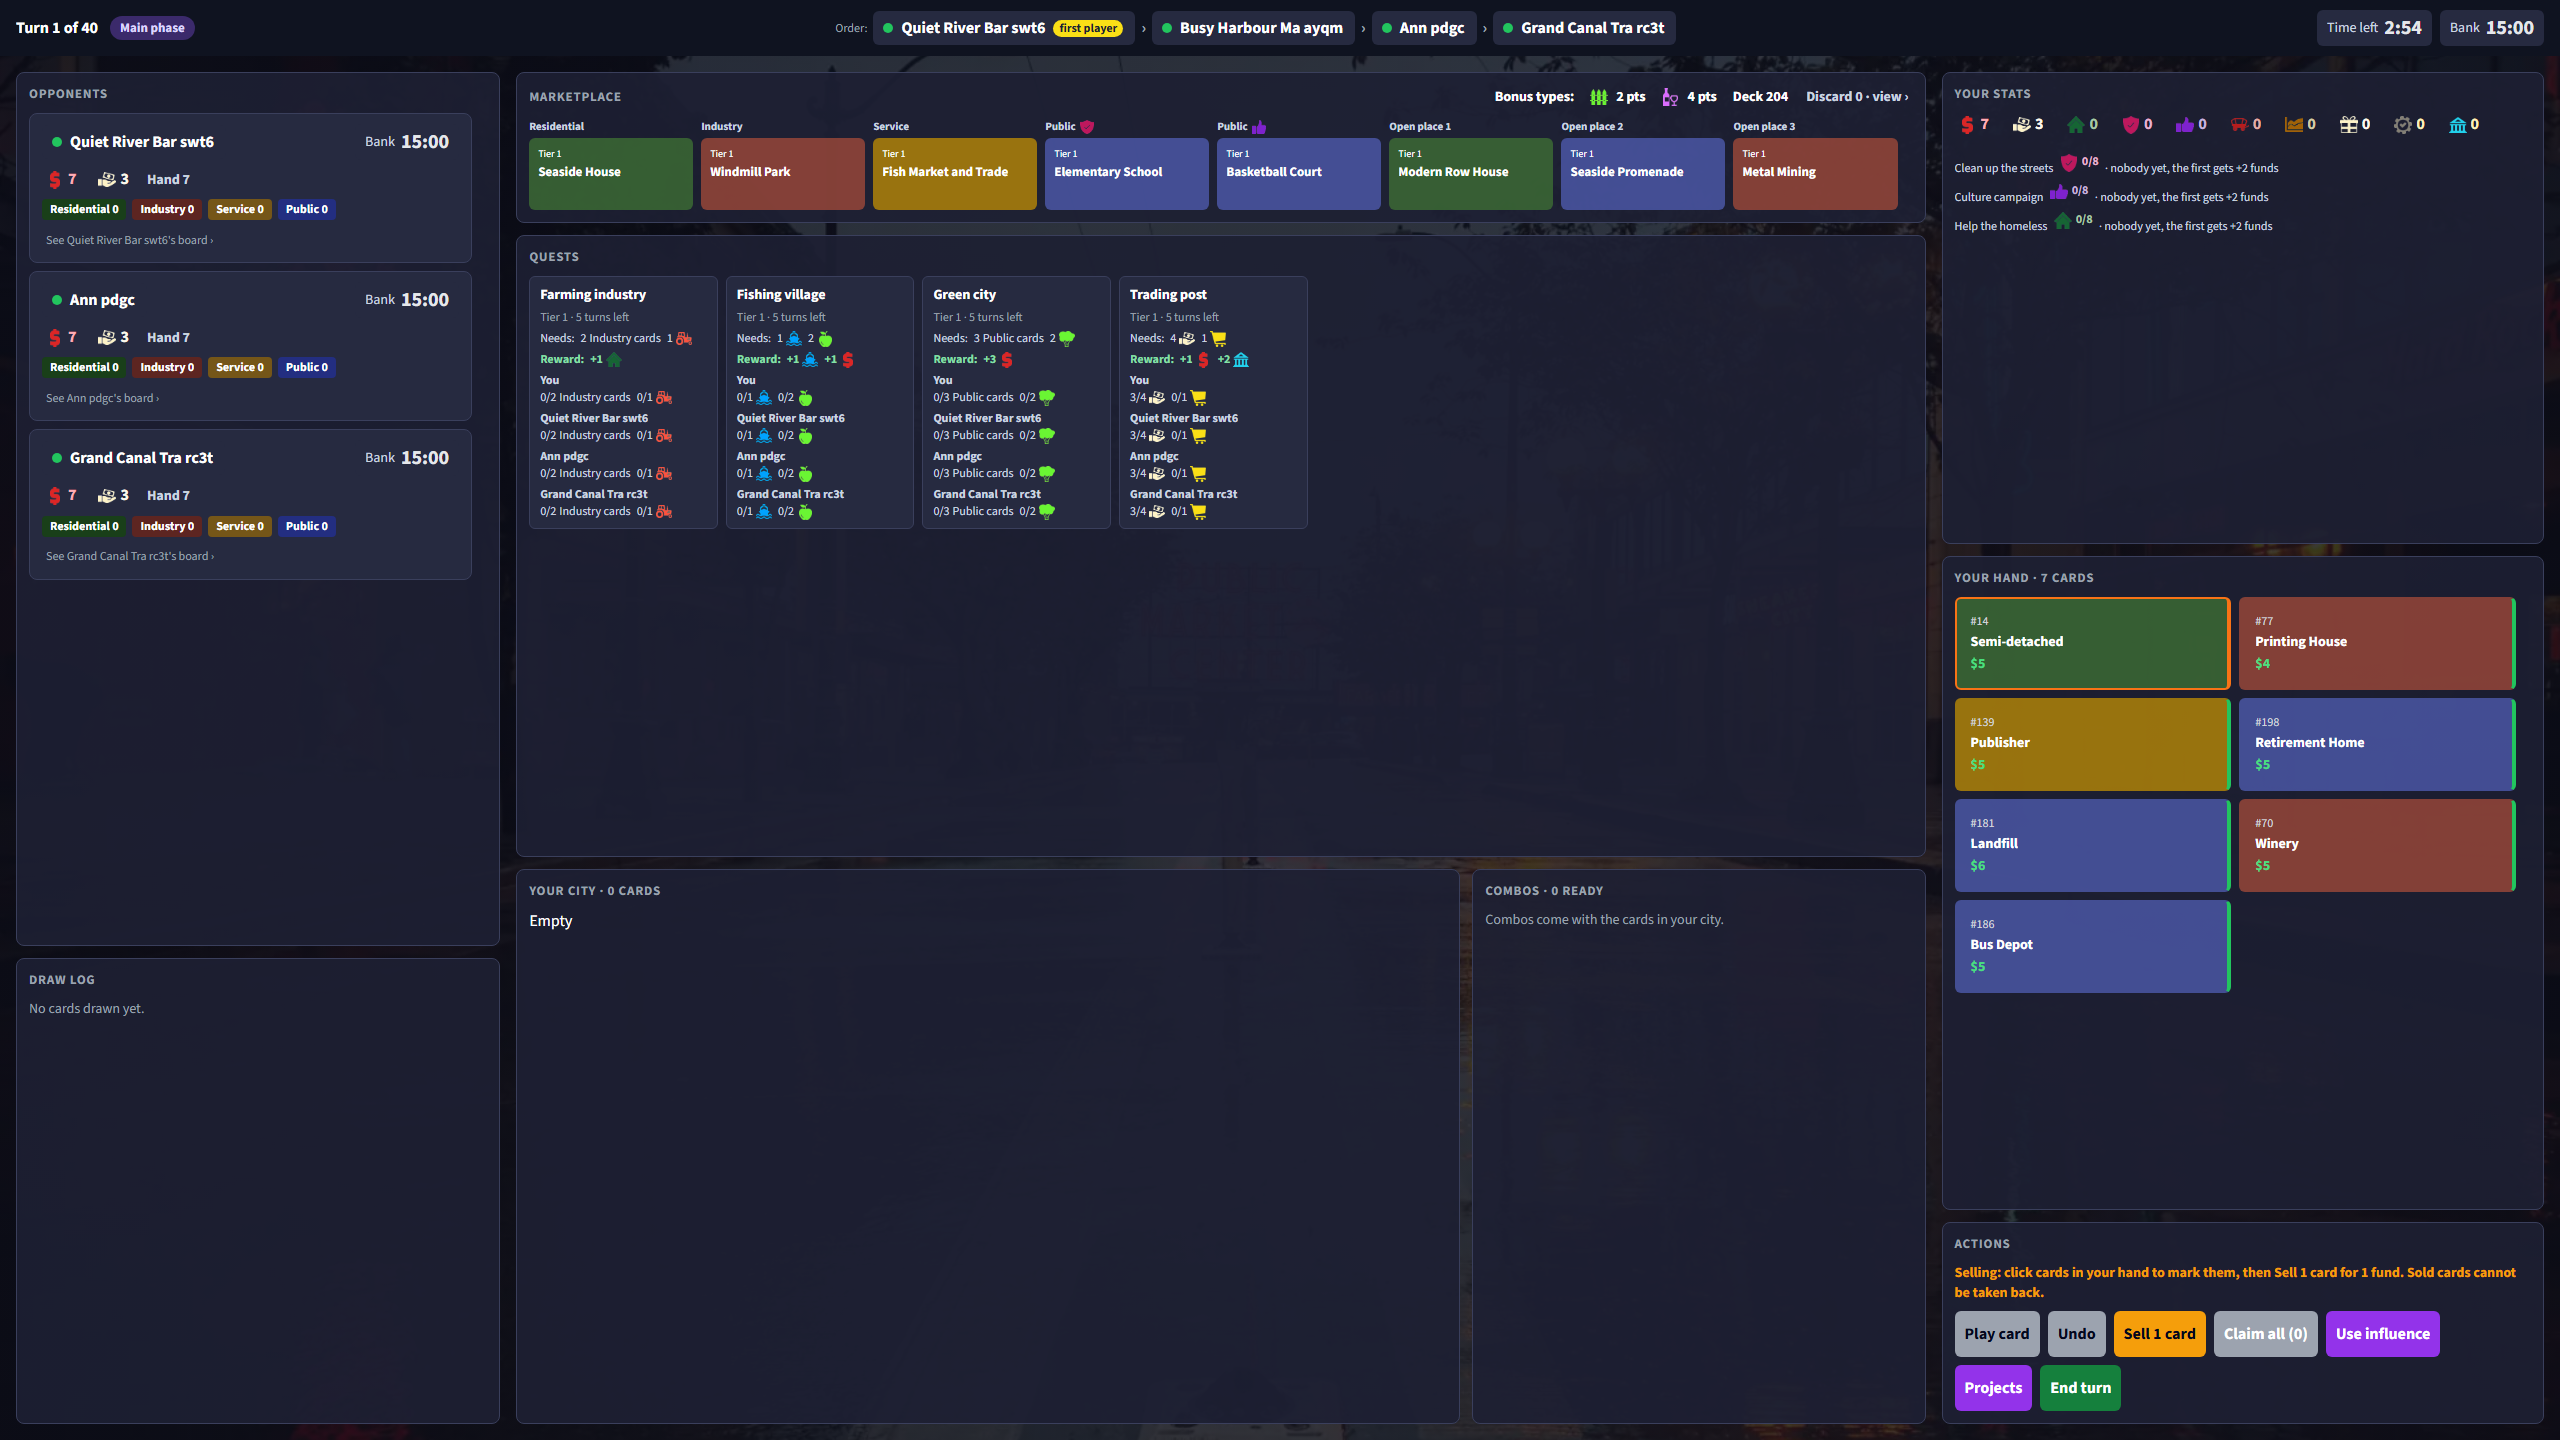 Turn 1 of 40 Main phase
Order: Quiet River Bar swt6 first player › Busy Harbour Ma ayqm › Ann pdgc › Grand Canal Tra rc3t
Time left 2:54 Bank 15:00
OPPONENTS
Quiet River Bar swt6 Bank 15:00
7 3 Hand 7
Residential 0 Industry 0 Service 0 Public 0
See Quiet River Bar swt6's board ›
Ann pdgc Bank 15:00
7 3 Hand 7
Residential 0 Industry 0 Service 0 Public 0
See Ann pdgc's board ›
Grand Canal Tra rc3t Bank 15:00
7 3 Hand 7
Residential 0 Industry 0 Service 0 Public 0
See Grand Canal Tra rc3t's board ›
DRAW LOG
No cards drawn yet.
MARKETPLACE
Bonus types: 2 pts 4 pts Deck 204 Discard 0 · view ›
Residential Industry Service Public Public Open place 1 Open place 2 Open place 3
Tier 1 Tier 1 Tier 1 Tier 1 Tier 1 Tier 1 Tier 1 Tier 1
Seaside House Windmill Park Fish Market and Trade Elementary School Basketball Court Modern Row House Seaside Promenade Metal Mining
QUESTS
Farming industry
Tier 1 · 5 turns left
Needs: 2 Industry cards 1
Reward: +1
You
0/2 Industry cards 0/1
Quiet River Bar swt6
0/2 Industry cards 0/1
Ann pdgc
0/2 Industry cards 0/1
Grand Canal Tra rc3t
0/2 Industry cards 0/1
Fishing village
Tier 1 · 5 turns left
Needs: 1 2
Reward: +1 +1
You
0/1 0/2
Quiet River Bar swt6
0/1 0/2
Ann pdgc
0/1 0/2
Grand Canal Tra rc3t
0/1 0/2
Green city
Tier 1 · 5 turns left
Needs: 3 Public cards 2
Reward: +3
You
0/3 Public cards 0/2
Quiet River Bar swt6
0/3 Public cards 0/2
Ann pdgc
0/3 Public cards 0/2
Grand Canal Tra rc3t
0/3 Public cards 0/2
Trading post
Tier 1 · 5 turns left
Needs: 4 1
Reward: +1 +2
You
3/4 0/1
Quiet River Bar swt6
3/4 0/1
Ann pdgc
3/4 0/1
Grand Canal Tra rc3t
3/4 0/1
YOUR CITY · 0 CARDS
Empty
COMBOS · 0 READY
Combos come with the cards in your city.
YOUR STATS
7 3 0 0 0 0 0 0 0 0
Clean up the streets 0/8 · nobody yet, the first gets +2 funds
Culture campaign 0/8 · nobody yet, the first gets +2 funds
Help the homeless 0/8 · nobody yet, the first gets +2 funds
YOUR HAND · 7 CARDS
#14
Semi-detached
$5
#77
Printing House
$4
#139
Publisher
$5
#198
Retirement Home
$5
#181
Landfill
$6
#70
Winery
$5
#186
Bus Depot
$5
ACTIONS
Selling: click cards in your hand to mark them, then Sell 1 card for 1 fund. Sold cards cannot
be taken back.
Play card Undo Sell 1 card Claim all (0) Use influence
Projects End turn